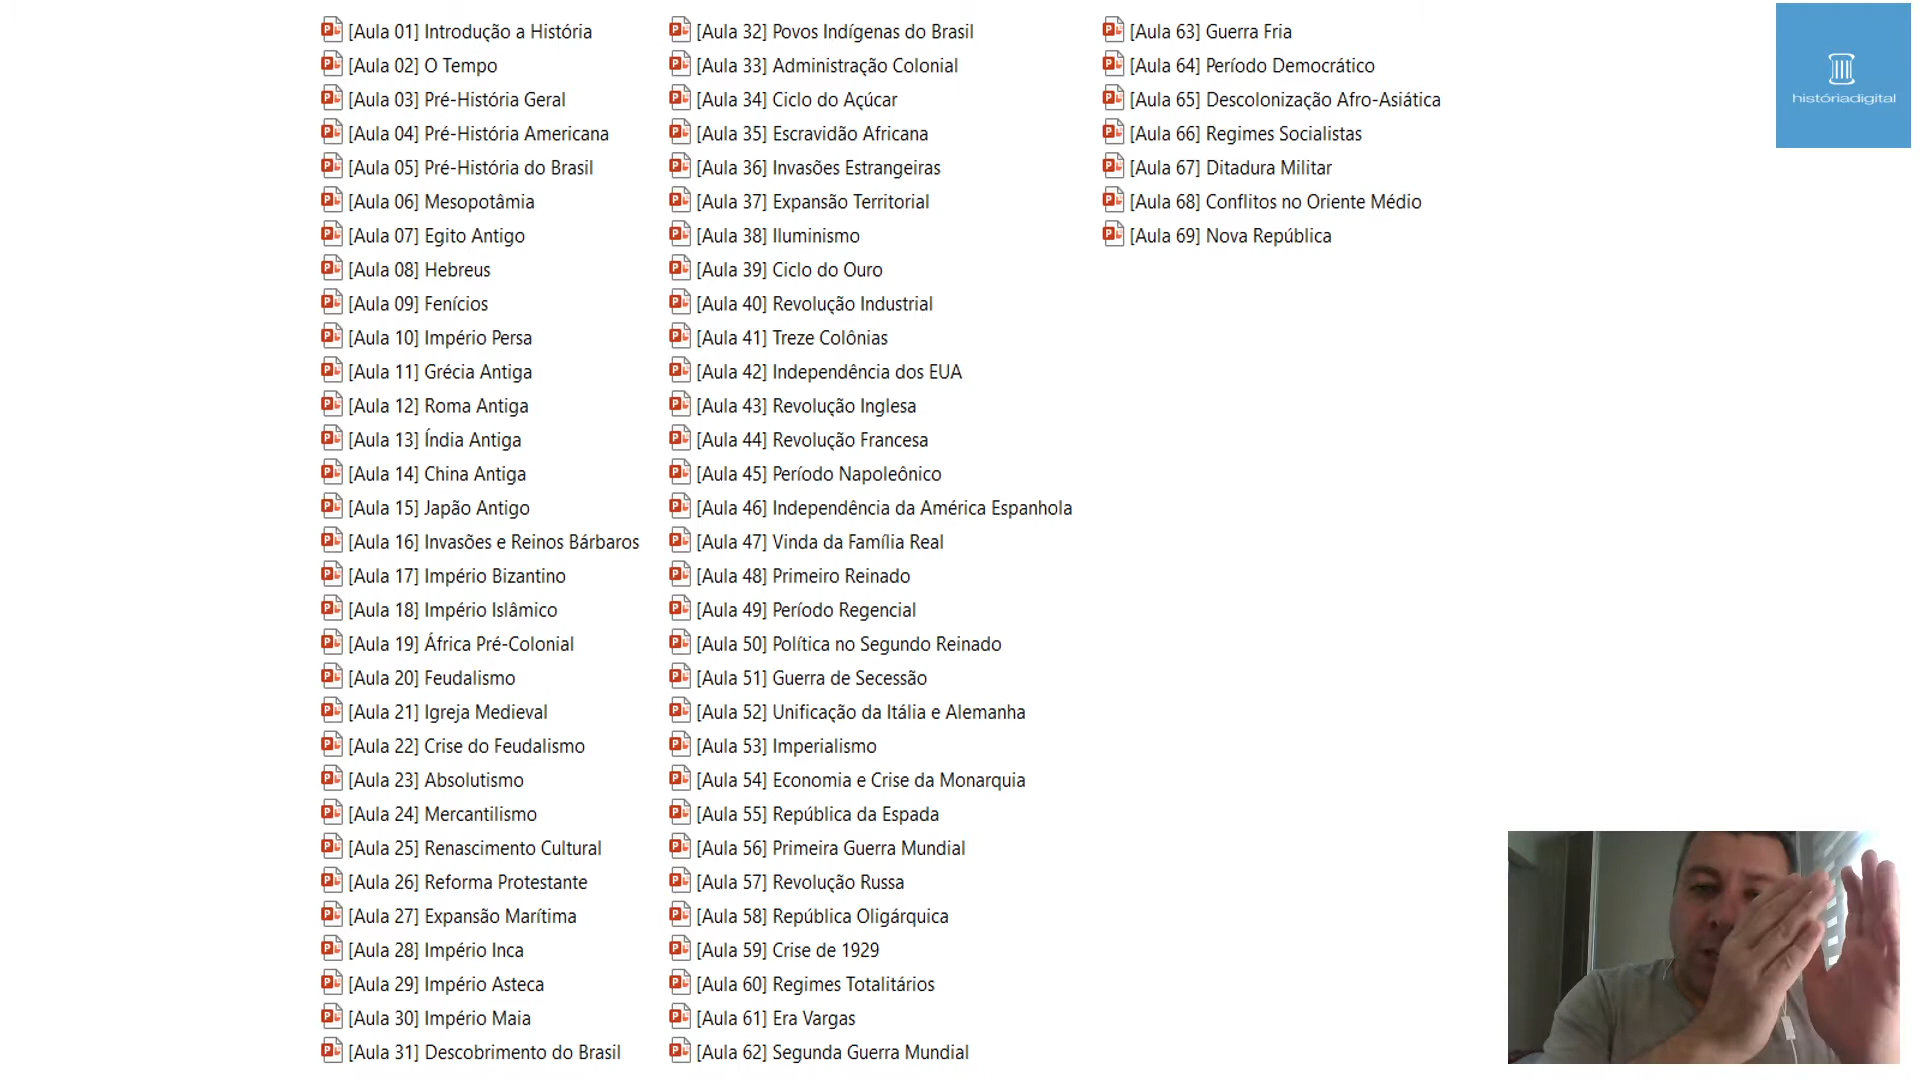 [Aula 01] Introdução a História
[Aula 02] O Tempo
[Aula 03] Pré-História Geral
[Aula 04] Pré-História Americana
[Aula 05] Pré-História do Brasil
[Aula 06] Mesopotâmia
[Aula 07] Egito Antigo
[Aula 08] Hebreus
[Aula 09] Fenícios
[Aula 10] Império Persa
[Aula 11] Grécia Antiga
[Aula 12] Roma Antiga
[Aula 13] Índia Antiga
[Aula 14] China Antiga
[Aula 15] Japão Antigo
[Aula 16] Invasões e Reinos Bárbaros
[Aula 17] Império Bizantino
[Aula 18] Império Islâmico
[Aula 19] África Pré-Colonial
[Aula 20] Feudalismo
[Aula 21] Igreja Medieval
[Aula 22] Crise do Feudalismo
[Aula 23] Absolutismo
[Aula 24] Mercantilismo
[Aula 25] Renascimento Cultural
[Aula 26] Reforma Protestante
[Aula 27] Expansão Marítima
[Aula 28] Império Inca
[Aula 29] Império Asteca
[Aula 30] Império Maia
[Aula 31] Descobrimento do Brasil
[Aula 32] Povos Indígenas do Brasil
[Aula 33] Administração Colonial
[Aula 34] Ciclo do Açúcar
[Aula 35] Escravidão Africana
[Aula 36] Invasões Estrangeiras
[Aula 37] Expansão Territorial
[Aula 38] Iluminismo
[Aula 39] Ciclo do Ouro
[Aula 40] Revolução Industrial
[Aula 41] Treze Colônias
[Aula 42] Independência dos EUA
[Aula 43] Revolução Inglesa
[Aula 44] Revolução Francesa
[Aula 45] Período Napoleônico
[Aula 46] Independência da América Espanhola
[Aula 47] Vinda da Família Real
[Aula 48] Primeiro Reinado
[Aula 49] Período Regencial
[Aula 50] Política no Segundo Reinado
[Aula 51] Guerra de Secessão
[Aula 52] Unificação da Itália e Alemanha
[Aula 53] Imperialismo
[Aula 54] Economia e Crise da Monarquia
[Aula 55] República da Espada
[Aula 56] Primeira Guerra Mundial
[Aula 57] Revolução Russa
[Aula 58] República Oligárquica
[Aula 59] Crise de 1929
[Aula 60] Regimes Totalitários
[Aula 61] Era Vargas
[Aula 62] Segunda Guerra Mundial
[Aula 63] Guerra Fria
[Aula 64] Período Democrático
[Aula 65] Descolonização Afro-Asiática
[Aula 66] Regimes Socialistas
[Aula 67] Ditadura Militar
[Aula 68] Conflitos no Oriente Médio
[Aula 69] Nova República
históriadigital